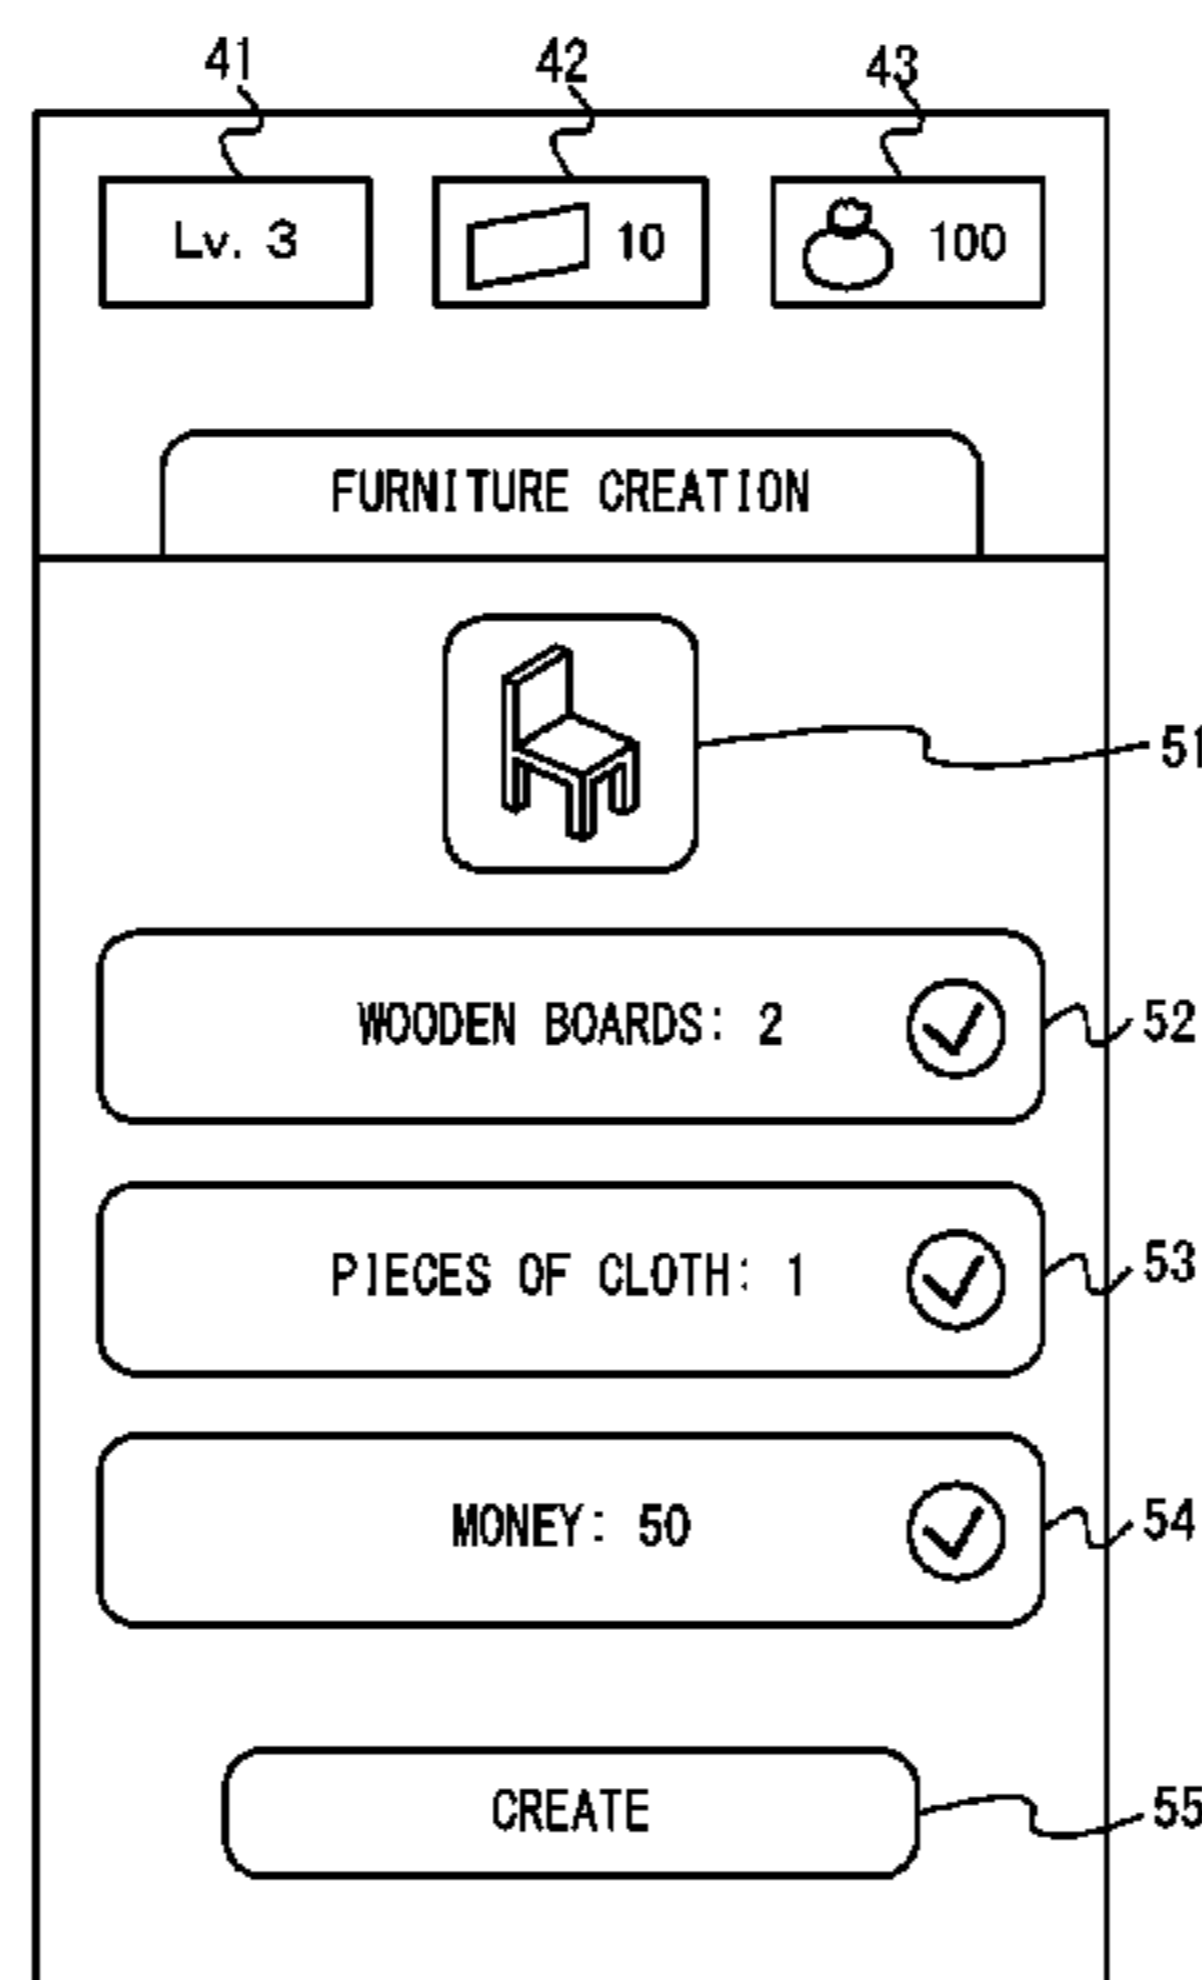 41 42 43
Lv. 3 10 100
FURNITURE CREATION
51
WOODEN BOARDS: 2 52
PIECES OF CLOTH: 1 53
MONEY: 50 54
CREATE 55